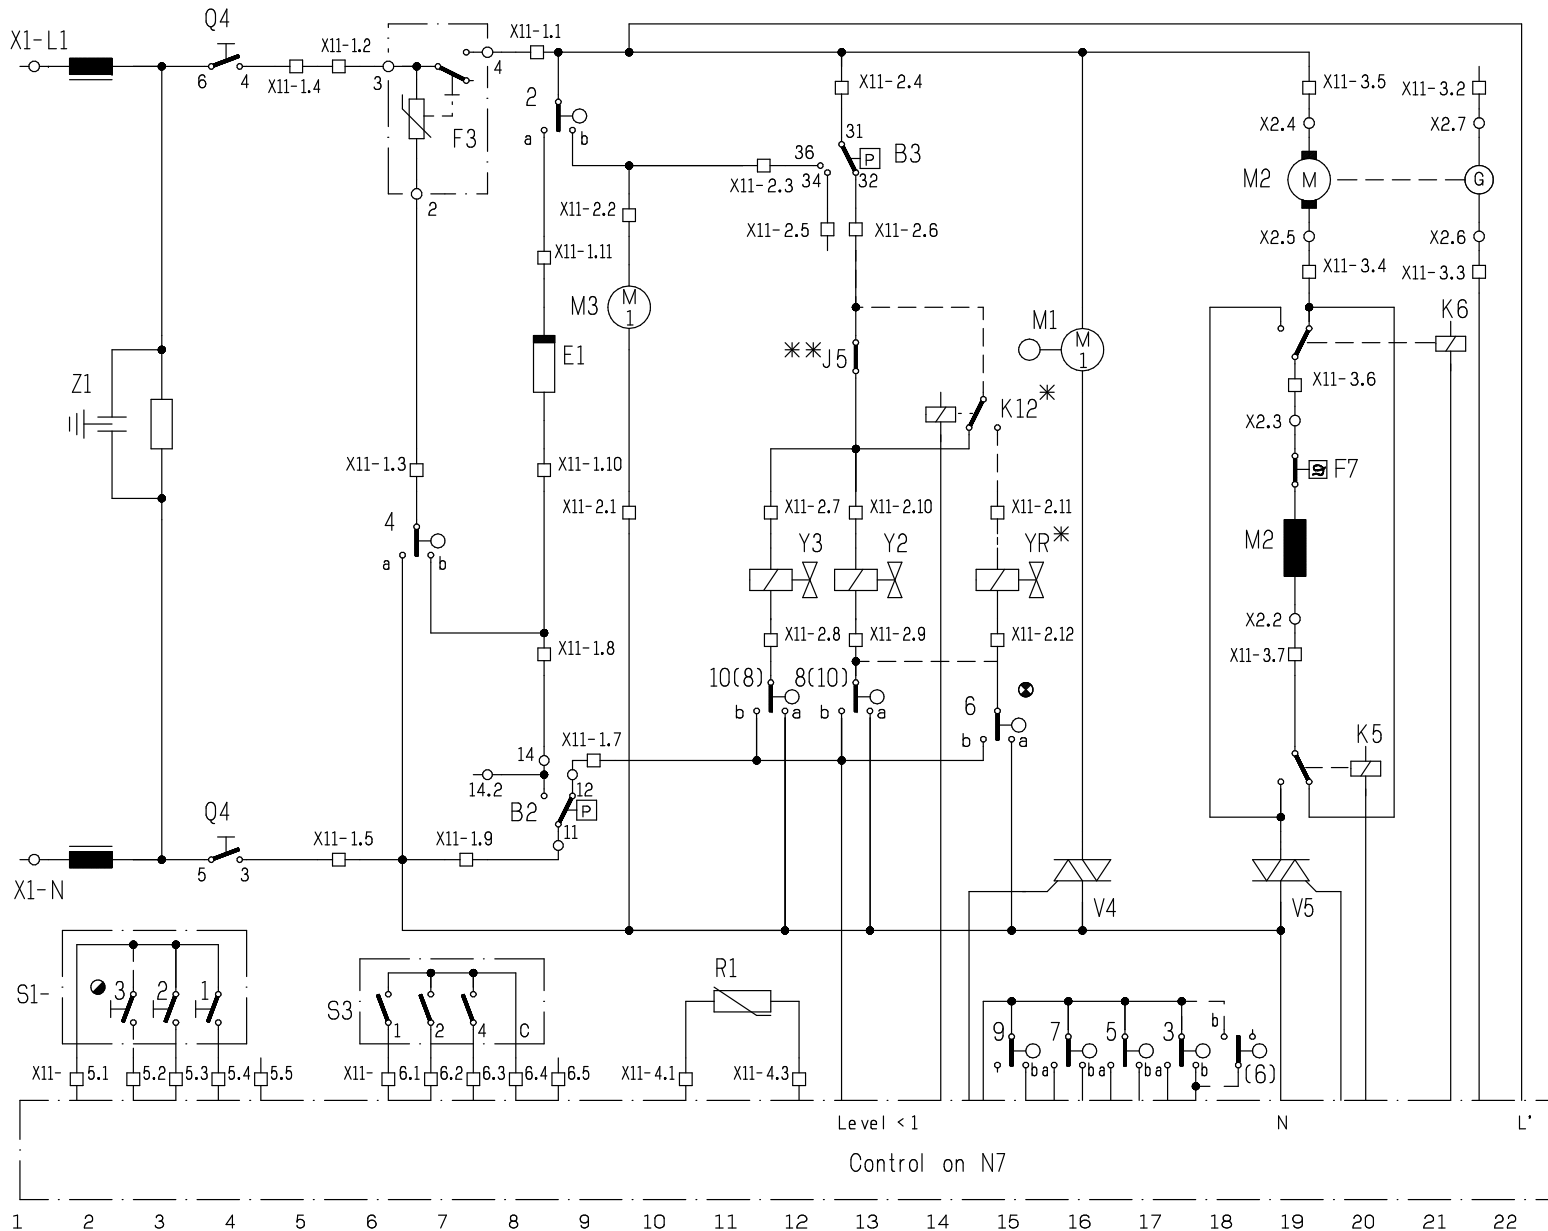 X1-L1
Q4
6 4
X11-1.4
X11-1.2
3
4
F3
2
X11-1.1
2
a b
X11-2.4
31
36
34
32
P
B3
X11-2.3
X11-2.5
X11-2.6
X11-2.2
X11-1.11
M3
M
1
E1
**J5
K12*
M1
M
1
X11-3.5
X2.4
M2
M
X2.5
X11-3.4
X11-3.2
X2.7
G
X2.6
X11-3.3
K6
X11-3.6
X2.3
F7
M2
X2.2
X11-3.7
K5
Z1
X11-1.3
X11-1.10
X11-2.1
X11-2.7
X11-2.10
X11-2.11
4
a b
Y3
Y2
YR*
X11-1.8
X11-2.8
X11-2.9
X11-2.12
10(8)
8(10)
6
b a
b a
b a
X11-1.7
14
14.2
12
B2
P
11
Q4
5 3
X11-1.5
X11-1.9
X1-N
V4
V5
S1-
3 2 1
X11- 5.1 5.2 5.3 5.4 5.5
S3
1 2 4 C
X11- 6.1 6.2 6.3 6.4 6.5
R1
X11-4.1
X11-4.3
9 7 5 3
b
b a b a b a b
(6)
Level <1
N
L'
Control on N7
1 2 3 4 5 6 7 8 9 10 11 12 13 14 15 16 17 18 19 20 21 22